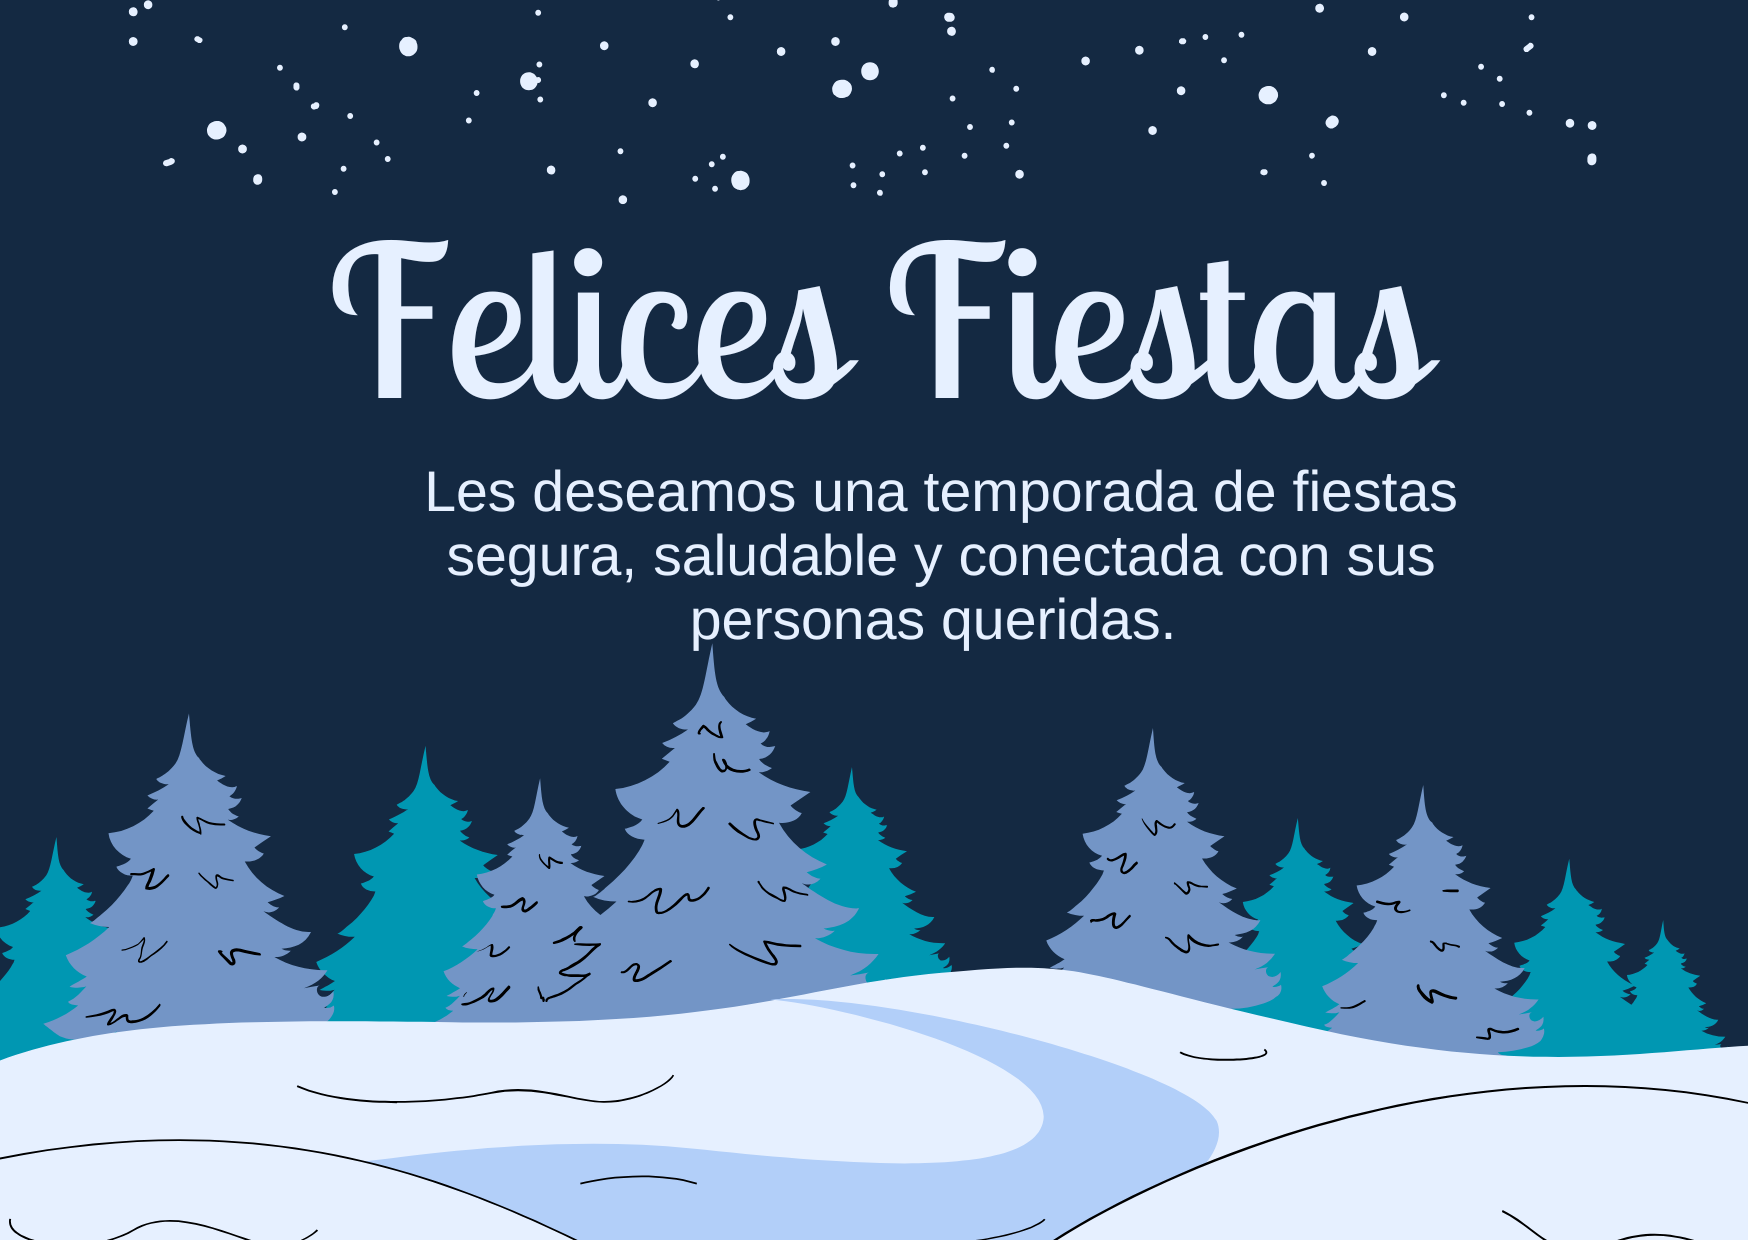 Felices Fiestas
Les deseamos una temporada de fiestas
segura, saludable y conectada con sus
personas queridas.